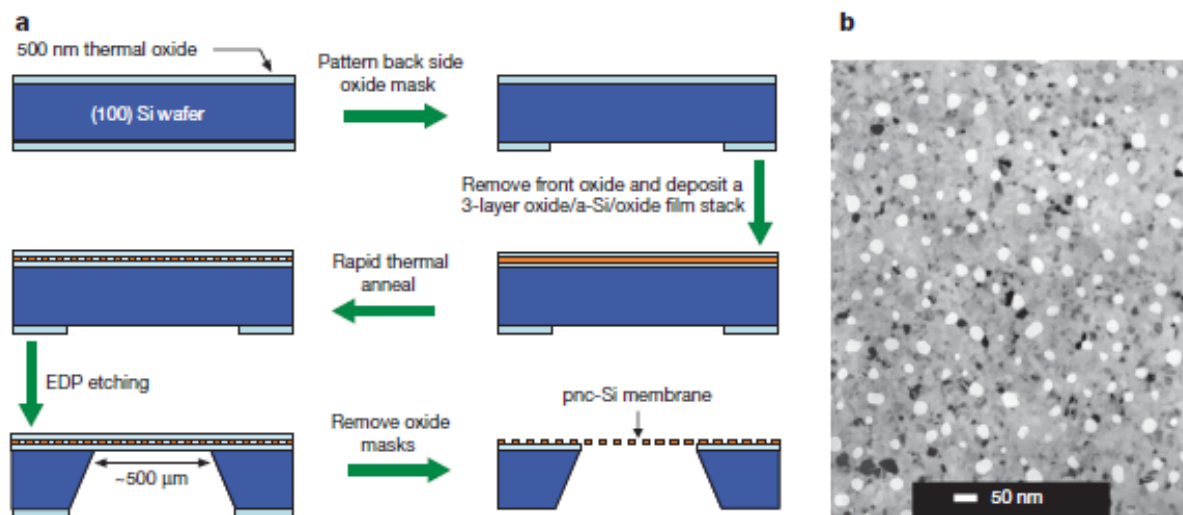 a
500 nm thermal oxide
(100) Si wafer
Pattern back side
oxide mask
Remove front oxide and deposit a
3-layer oxide/a-Si/oxide film stack
Rapid thermal
anneal
EDP etching
~500 μm
Remove oxide
masks
pnc-Si membrane
b
50 nm